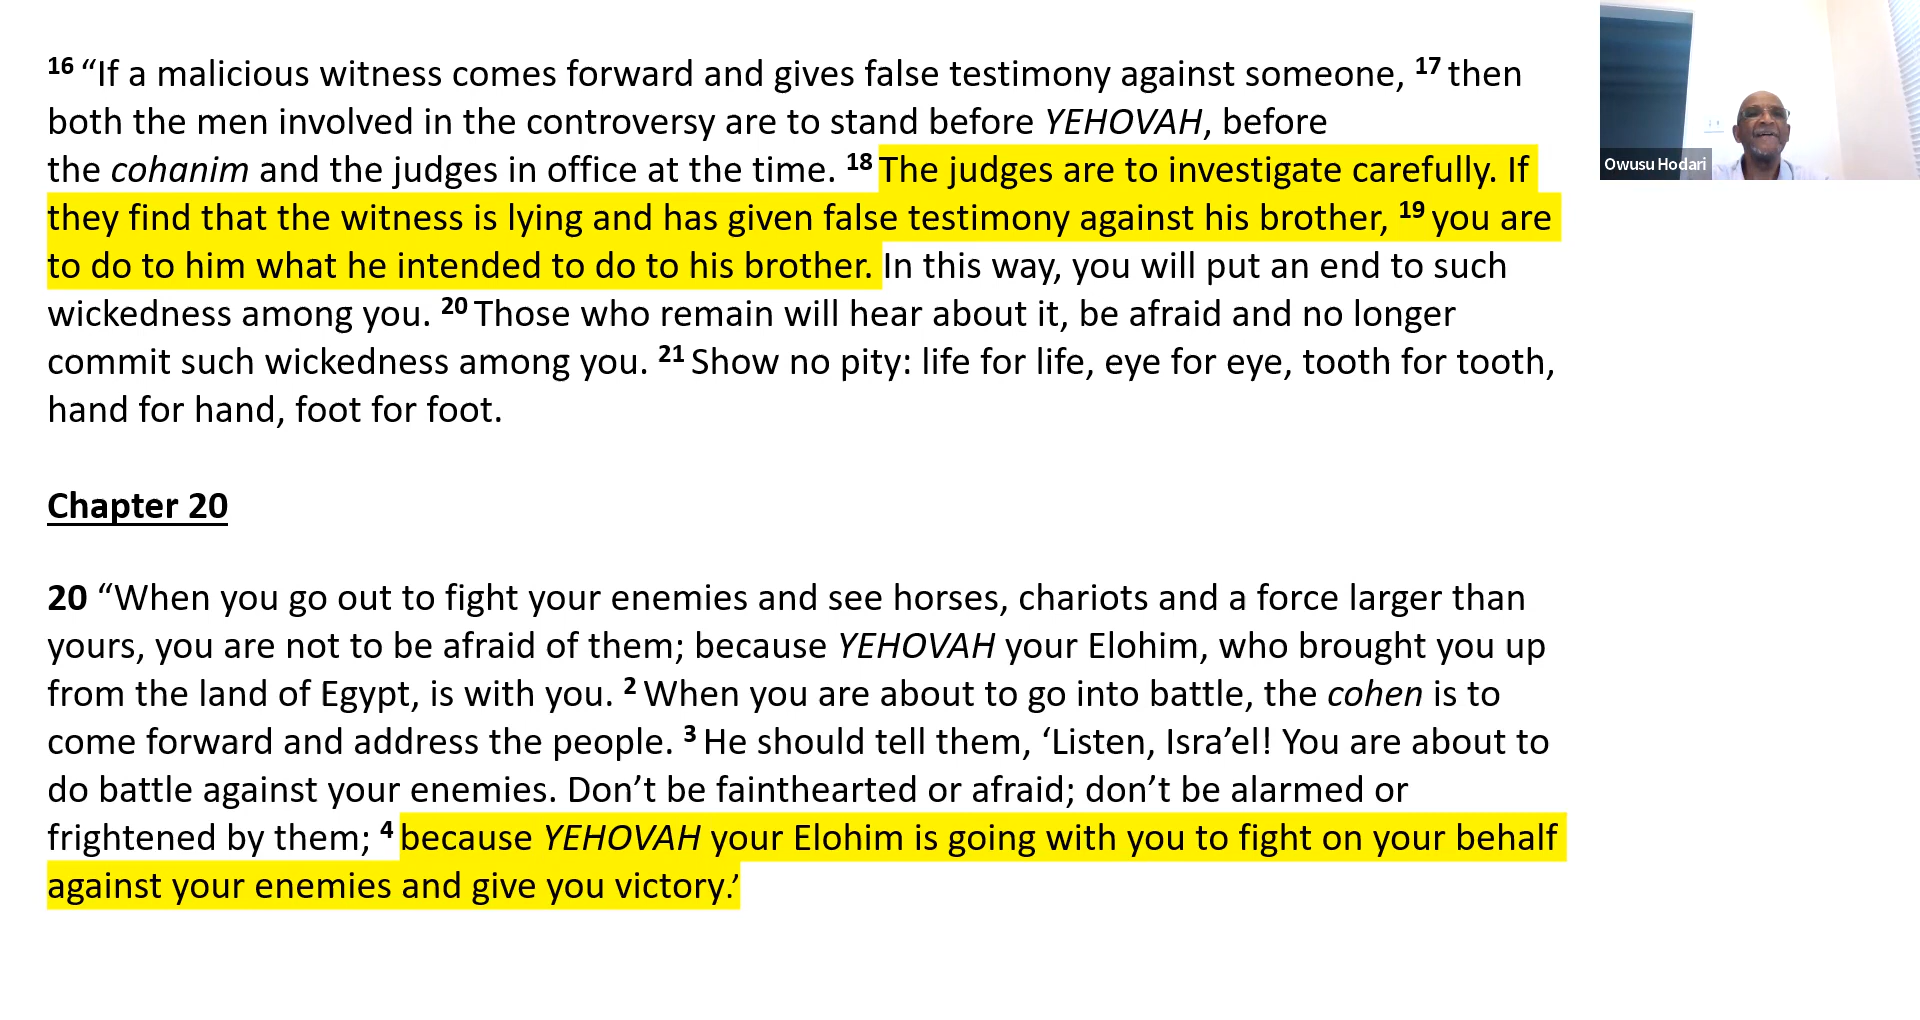 16 “If a malicious witness comes forward and gives false testimony against someone, 17 then
both the men involved in the controversy are to stand before YEHOVAH, before
the cohanim and the judges in office at the time. 18 The judges are to investigate carefully. If
they find that the witness is lying and has given false testimony against his brother, 19 you are
to do to him what he intended to do to his brother. In this way, you will put an end to such
wickedness among you. 20 Those who remain will hear about it, be afraid and no longer
commit such wickedness among you. 21 Show no pity: life for life, eye for eye, tooth for tooth,
hand for hand, foot for foot.
Chapter 20
20 “When you go out to fight your enemies and see horses, chariots and a force larger than
yours, you are not to be afraid of them; because YEHOVAH your Elohim, who brought you up
from the land of Egypt, is with you. 2 When you are about to go into battle, the cohen is to
come forward and address the people. 3 He should tell them, ‘Listen, Isra’el! You are about to
do battle against your enemies. Don’t be fainthearted or afraid; don’t be alarmed or
frightened by them; 4 because YEHOVAH your Elohim is going with you to fight on your behalf
against your enemies and give you victory.’
Owusu Hodari